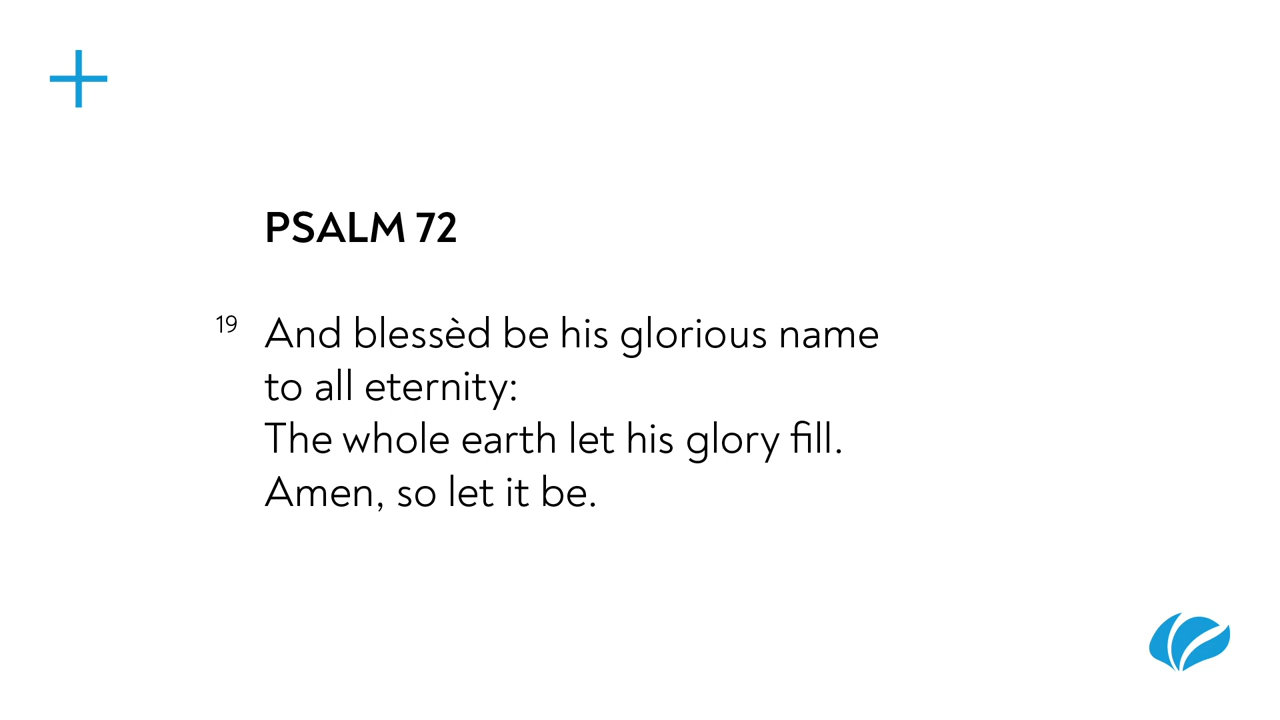 PSALM 72
19 And blessèd be his glorious name
to all eternity:
The whole earth let his glory fill.
Amen, so let it be.